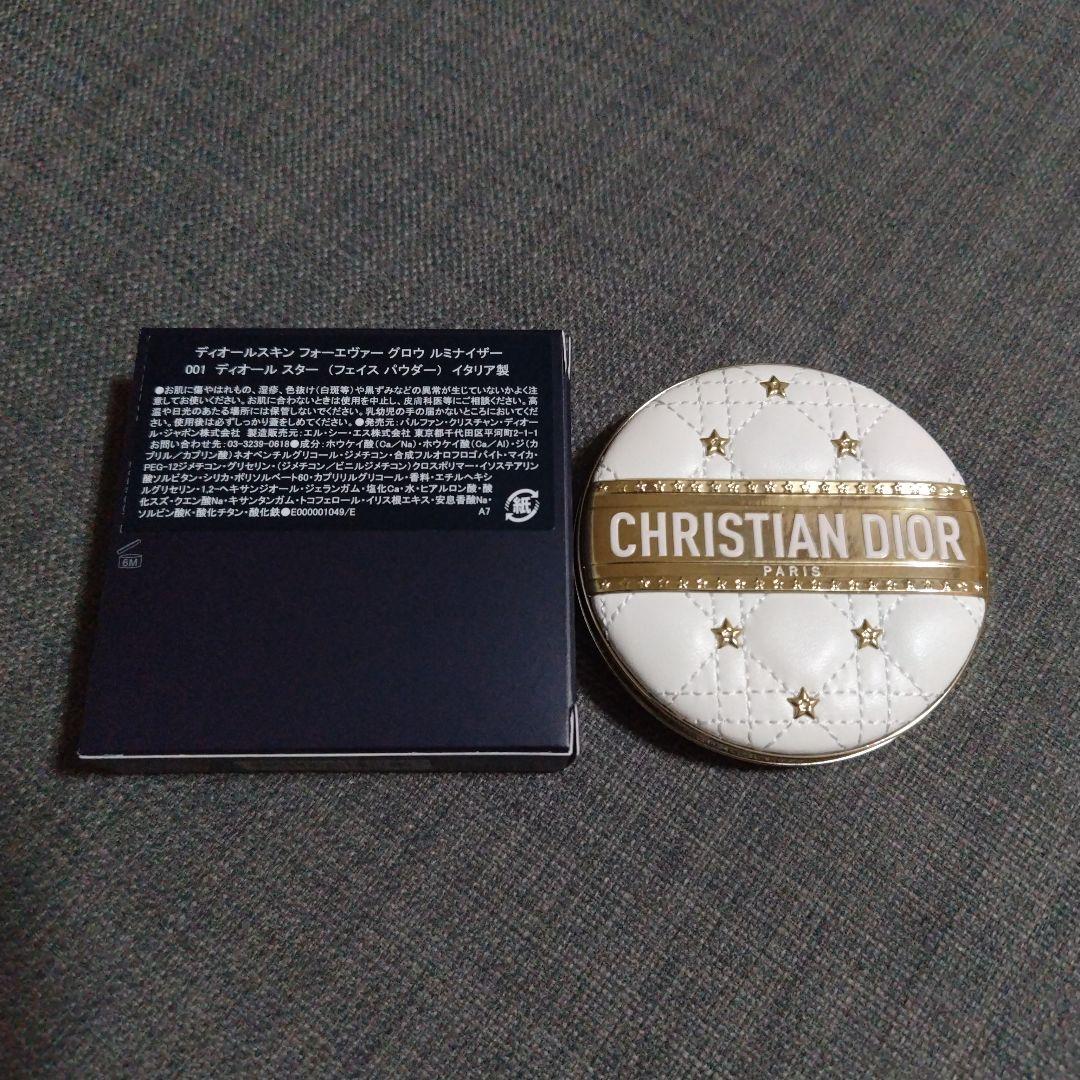 ディオールスキン フォーエヴァー グロウ ルミナイザー
001 ディオール スター （フェイス パウダー） イタリア製
●お肌に傷やはれもの、湿疹、色抜け(白斑等)や黒ずみなどの異常が生じていないかよく注
意してお使いください。お肌に合わないときは使用を中止し、皮膚科医等にご相談ください。高
温や日光のあたる場所には保管しないでください。乳幼児の手の届かないところにおいてくだ
さい。使用後は必ずしっかり蓋をしめてください。●発売元:パルファン・クリスチャン・ディオー
ル・ジャポン株式会社 製造販売元:エル・シー・エス株式会社 東京都千代田区平河町2-1-1
お問い合わせ先:03-3239-0618●成分:ホウケイ酸(Ca/Na)・ホウケイ酸(Ca/Al)・ジ(カ
プリル/カプリン酸)ネオペンチルグリコール・ジメチコン・合成フルオロフロゴパイト・マイカ・
PEG-12ジメチコン・グリセリン・(ジメチコン/ビニルジメチコン)クロスポリマー・イソステアリン
酸ソルビタン・シリカ・ポリソルベート60・カプリリルグリコール・香料・エチルヘキシ
ルグリセリン・1,2-ヘキサンジオール・ジェランガム・塩化Ca・水・ヒアルロン酸・酸
化スズ・クエン酸Na・キサンタンガム・トコフェロール・イリス根エキス・安息香酸Na・
ソルビン酸K・酸化チタン・酸化鉄●E000001049/E A7
紙
6M
CHRISTIAN DIOR
PARIS